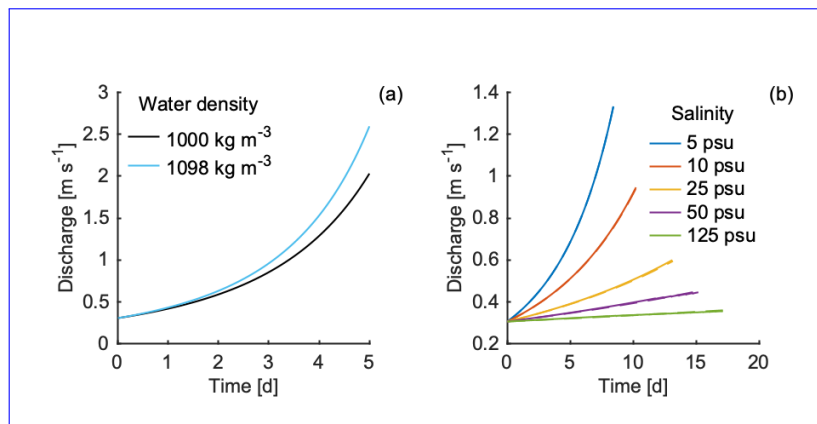 (a)
Water density
1000 kg m⁻³
1098 kg m⁻³
Discharge [m s⁻¹]
3
2.5
2
1.5
1
0.5
0
0 1 2 3 4 5
Time [d]
(b)
Salinity
5 psu
10 psu
25 psu
50 psu
125 psu
Discharge [m s⁻¹]
1.4
1.2
1
0.8
0.6
0.4
0.2
0 5 10 15 20
Time [d]